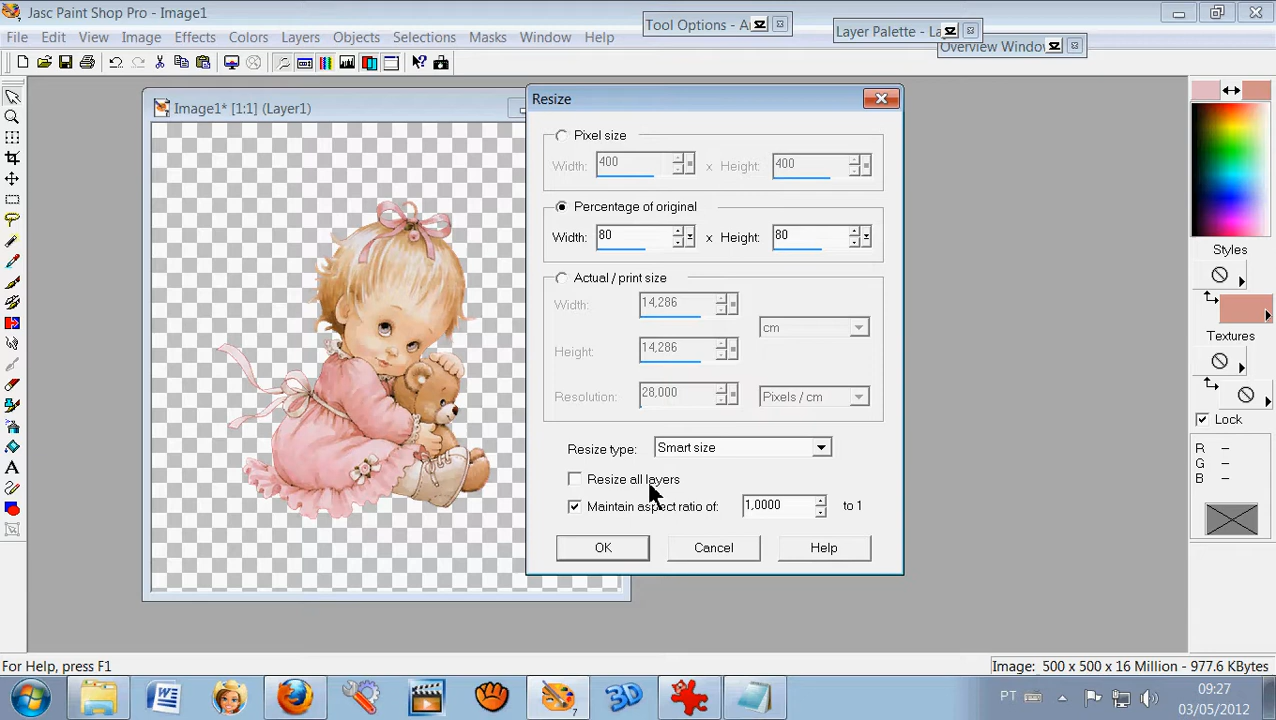 Jasc Paint Shop Pro - Image1
File Edit View Image Effects Colors Layers Objects Selections Masks Window Help
Tool Options - A
Layer Palette - La
Overview Windo
Image1* [1:1] (Layer1)
Resize
Pixel size
Width: 400 x Height: 400
Percentage of original
Width: 80 x Height: 80
Actual / print size
Width: 14,286
cm
Height: 14,286
Resolution: 28,000 Pixels / cm
Resize type: Smart size
Resize all layers
Maintain aspect ratio of: 1,0000 to 1
OK Cancel Help
Styles
Textures
Lock
R –
G –
B –
For Help, press F1
Image: 500 x 500 x 16 Million - 977.6 KBytes
7
3D
PT
09:27
03/05/2012